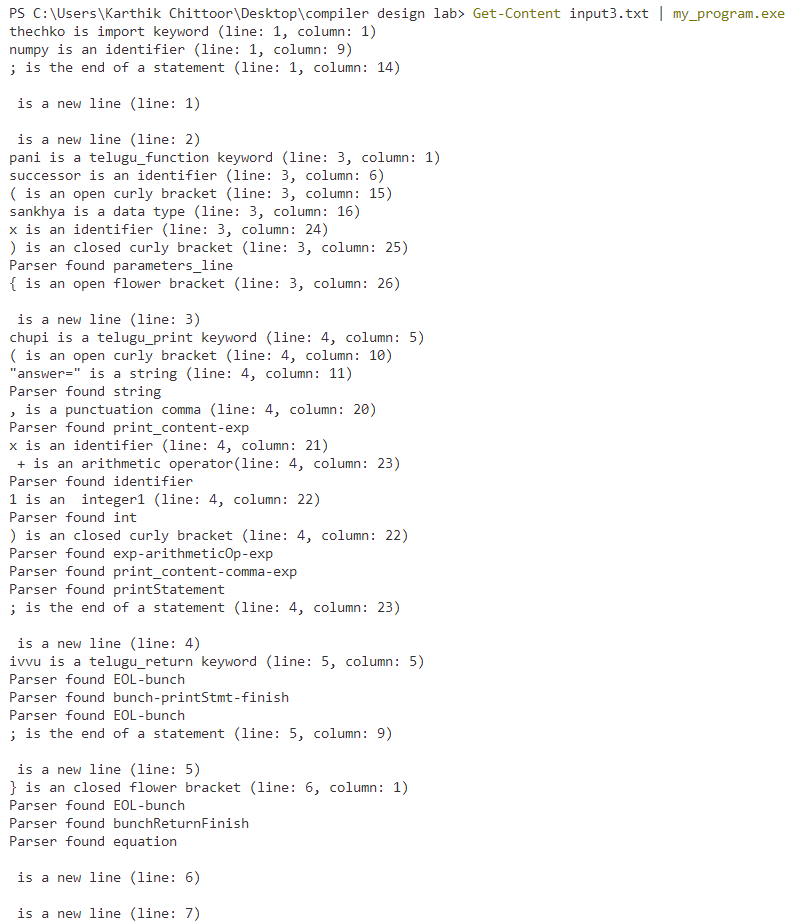 PS C:\Users\Karthik Chittoor\Desktop\compiler design lab> Get-Content input3.txt | my_program.exe
thechko is import keyword (line: 1, column: 1)
numpy is an identifier (line: 1, column: 9)
; is the end of a statement (line: 1, column: 14)
is a new line (line: 1)
is a new line (line: 2)
pani is a telugu_function keyword (line: 3, column: 1)
successor is an identifier (line: 3, column: 6)
( is an open curly bracket (line: 3, column: 15)
sankhya is a data type (line: 3, column: 16)
x is an identifier (line: 3, column: 24)
) is an closed curly bracket (line: 3, column: 25)
Parser found parameters_line
{ is an open flower bracket (line: 3, column: 26)
is a new line (line: 3)
chupi is a telugu_print keyword (line: 4, column: 5)
( is an open curly bracket (line: 4, column: 10)
"answer=" is a string (line: 4, column: 11)
Parser found string
, is a punctuation comma (line: 4, column: 20)
Parser found print_content-exp
x is an identifier (line: 4, column: 21)
+ is an arithmetic operator(line: 4, column: 23)
Parser found identifier
1 is an  integer1 (line: 4, column: 22)
Parser found int
) is an closed curly bracket (line: 4, column: 22)
Parser found exp-arithmeticOp-exp
Parser found print_content-comma-exp
Parser found printStatement
; is the end of a statement (line: 4, column: 23)
is a new line (line: 4)
ivvu is a telugu_return keyword (line: 5, column: 5)
Parser found EOL-bunch
Parser found bunch-printStmt-finish
Parser found EOL-bunch
; is the end of a statement (line: 5, column: 9)
is a new line (line: 5)
} is an closed flower bracket (line: 6, column: 1)
Parser found EOL-bunch
Parser found bunchReturnFinish
Parser found equation
is a new line (line: 6)
is a new line (line: 7)